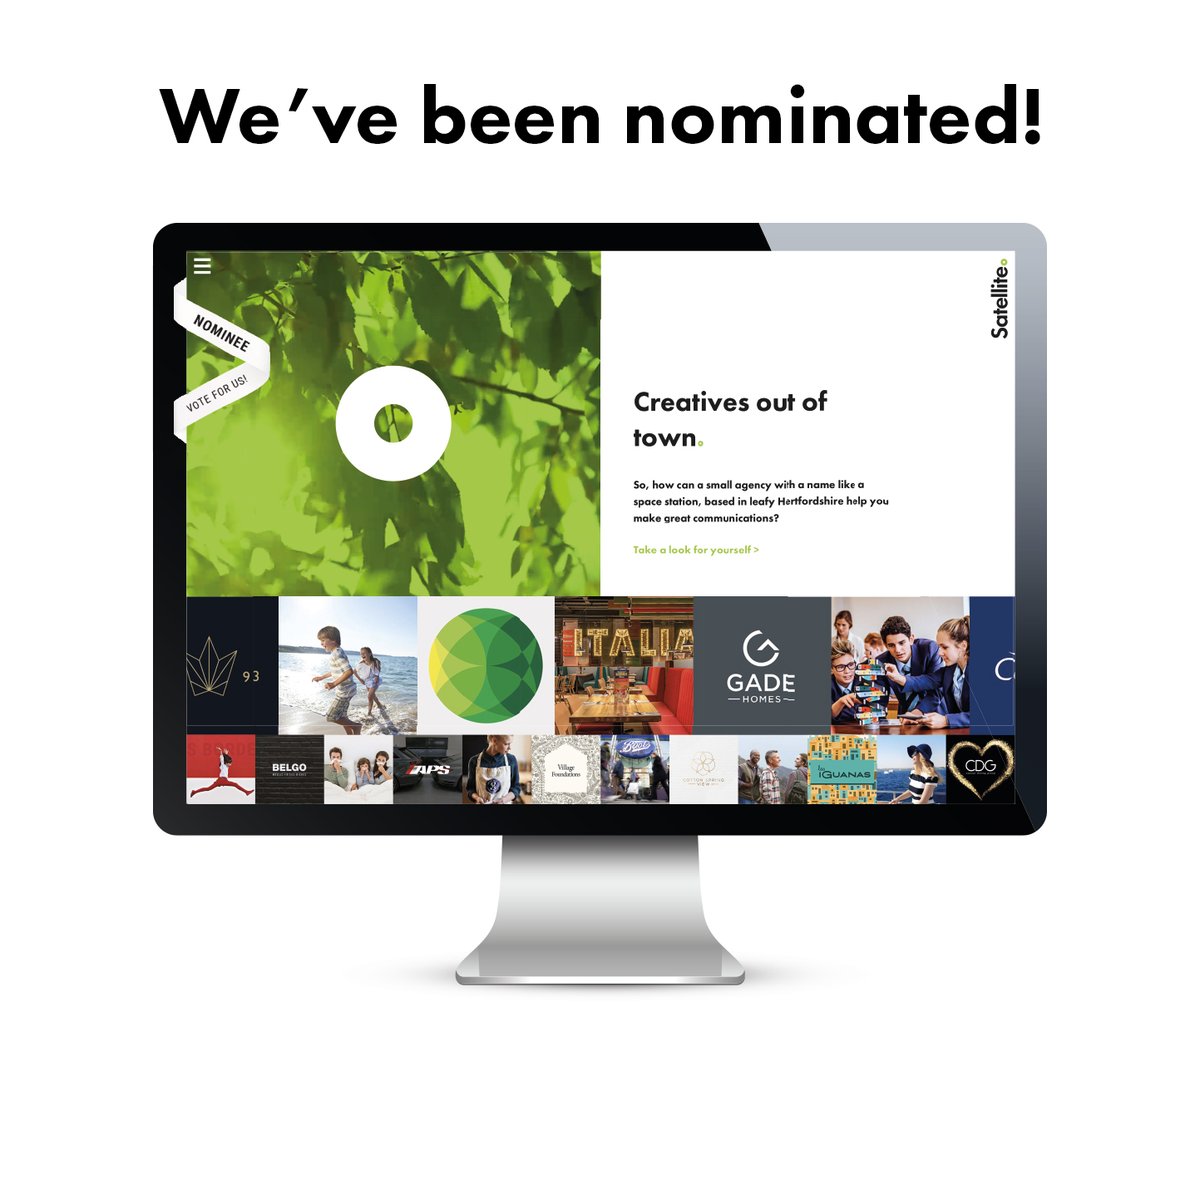 We've been nominated!
NOMINEE
VOTE FOR US!
Satellite
Creatives out of
town.
So, how can a small agency with a name like a
space station, based in leafy Hertfordshire help you
make great communications?
Take a look for yourself >
93
ITALIA
GADE
HOMES
BELGO
APS
Village
Foundations
Boost
COTTON SPRING
VIEW
las
iGUANAS
CDG